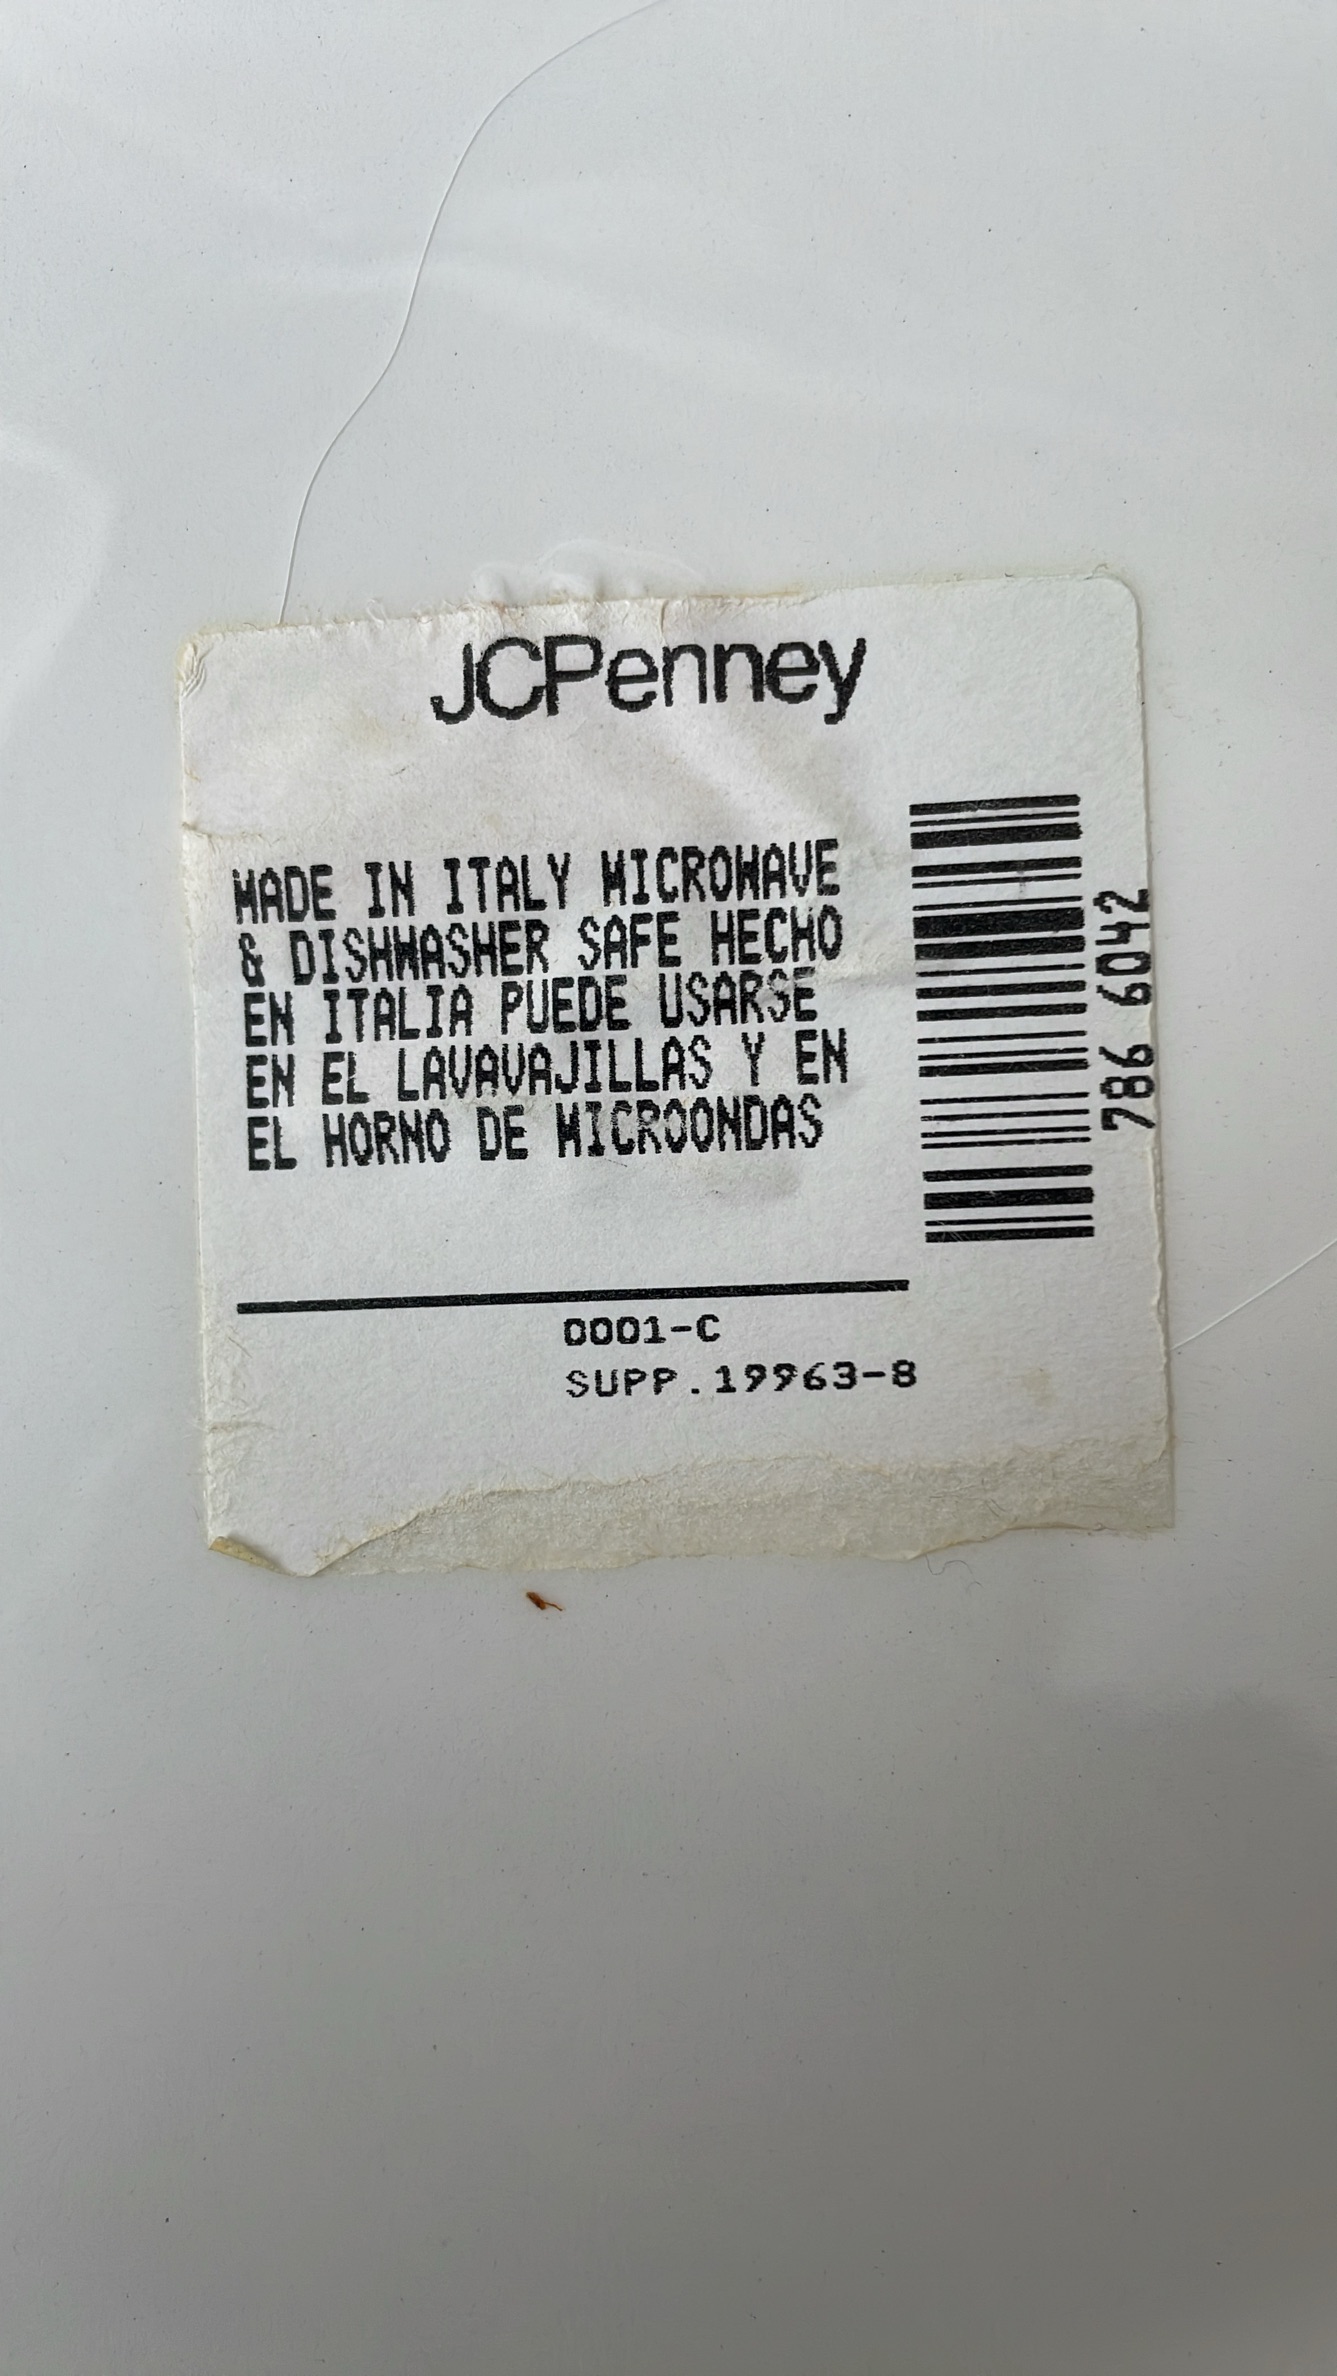 JCPenney
MADE IN ITALY MICROWAVE
& DISHWASHER SAFE HECHO
EN ITALIA PUEDE USARSE
EN EL LAVAVAJILLAS Y EN
EL HORNO DE MICROONDAS
786 6042
0001-C
SUPP.19963-8